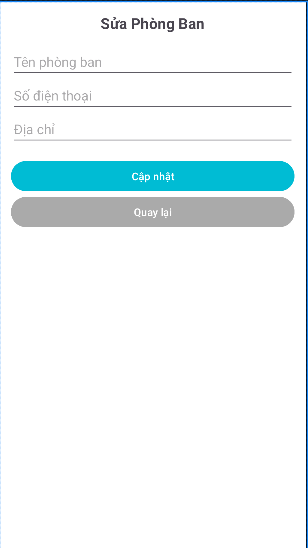 Sửa Phòng Ban
Tên phòng ban
Số điện thoại
Địa chỉ
Cập nhật
Quay lại